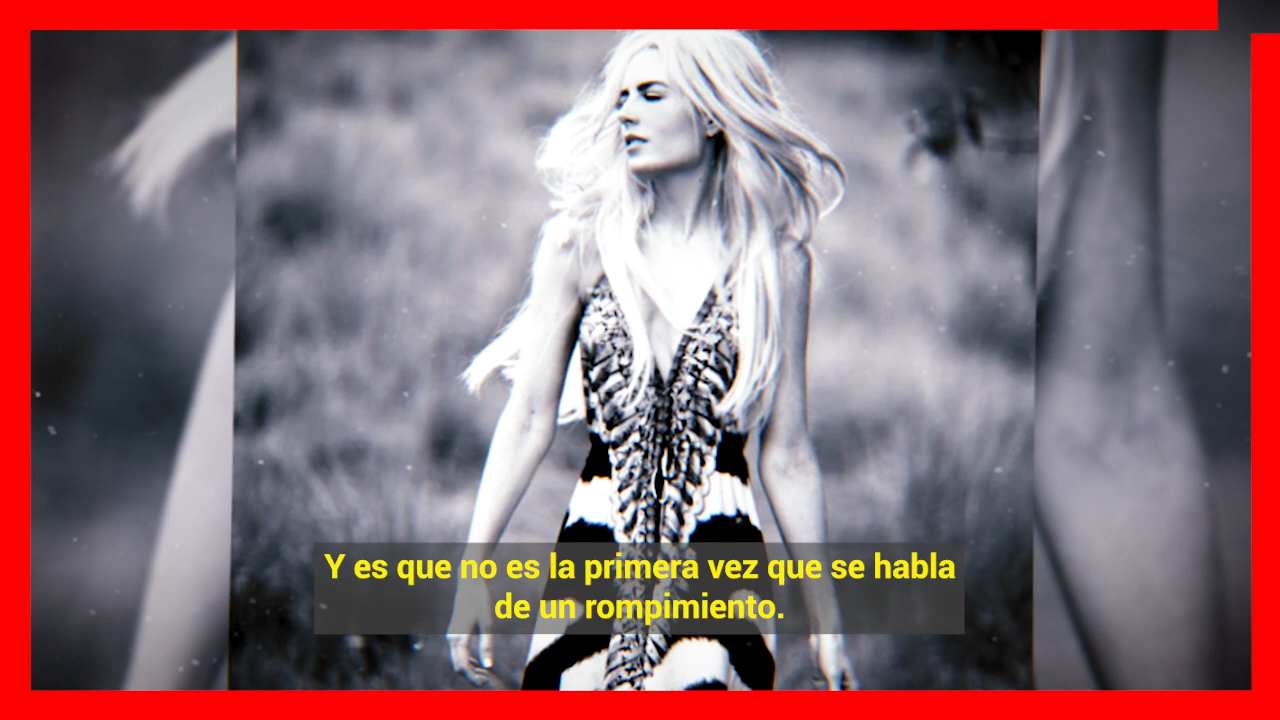 Y es que no es la primera vez que se habla
de un rompimiento.